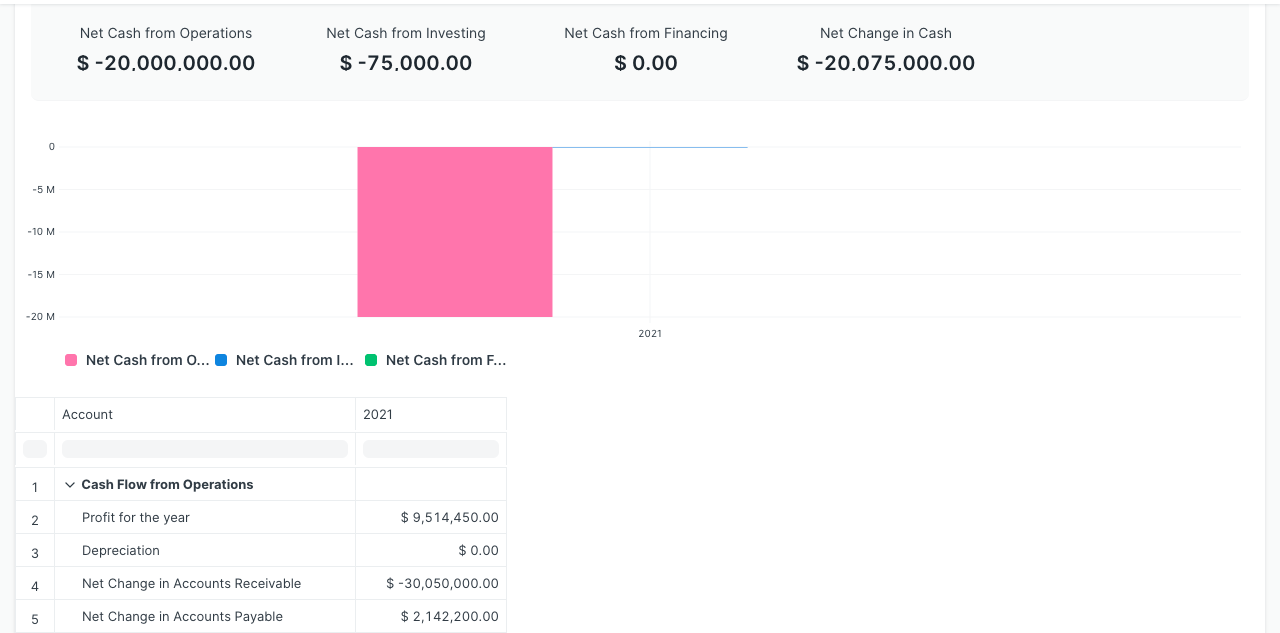 Net Cash from Operations Net Cash from Investing Net Cash from Financing Net Change in Cash
$ -20,000,000.00 $ -75,000.00 $ 0.00 $ -20,075,000.00
0
-5 M
-10 M
-15 M
-20 M
2021
Net Cash from O... Net Cash from I... Net Cash from F...
Account 2021
1 Cash Flow from Operations
2 Profit for the year $ 9,514,450.00
3 Depreciation $ 0.00
4 Net Change in Accounts Receivable $ -30,050,000.00
5 Net Change in Accounts Payable $ 2,142,200.00